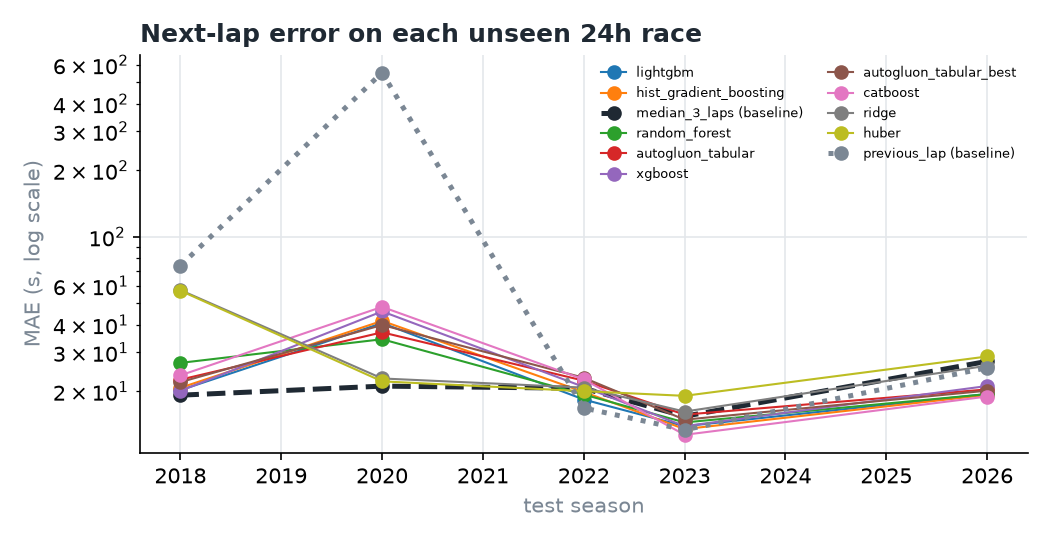 Next-lap error on each unseen 24h race
MAE (s, log scale)
6 × 10²
4 × 10²
3 × 10²
2 × 10²
10²
6 × 10¹
4 × 10¹
3 × 10¹
2 × 10¹
lightgbm
hist_gradient_boosting
median_3_laps (baseline)
random_forest
autogluon_tabular
xgboost
autogluon_tabular_best
catboost
ridge
huber
previous_lap (baseline)
2018 2019 2020 2021 2022 2023 2024 2025 2026
test season